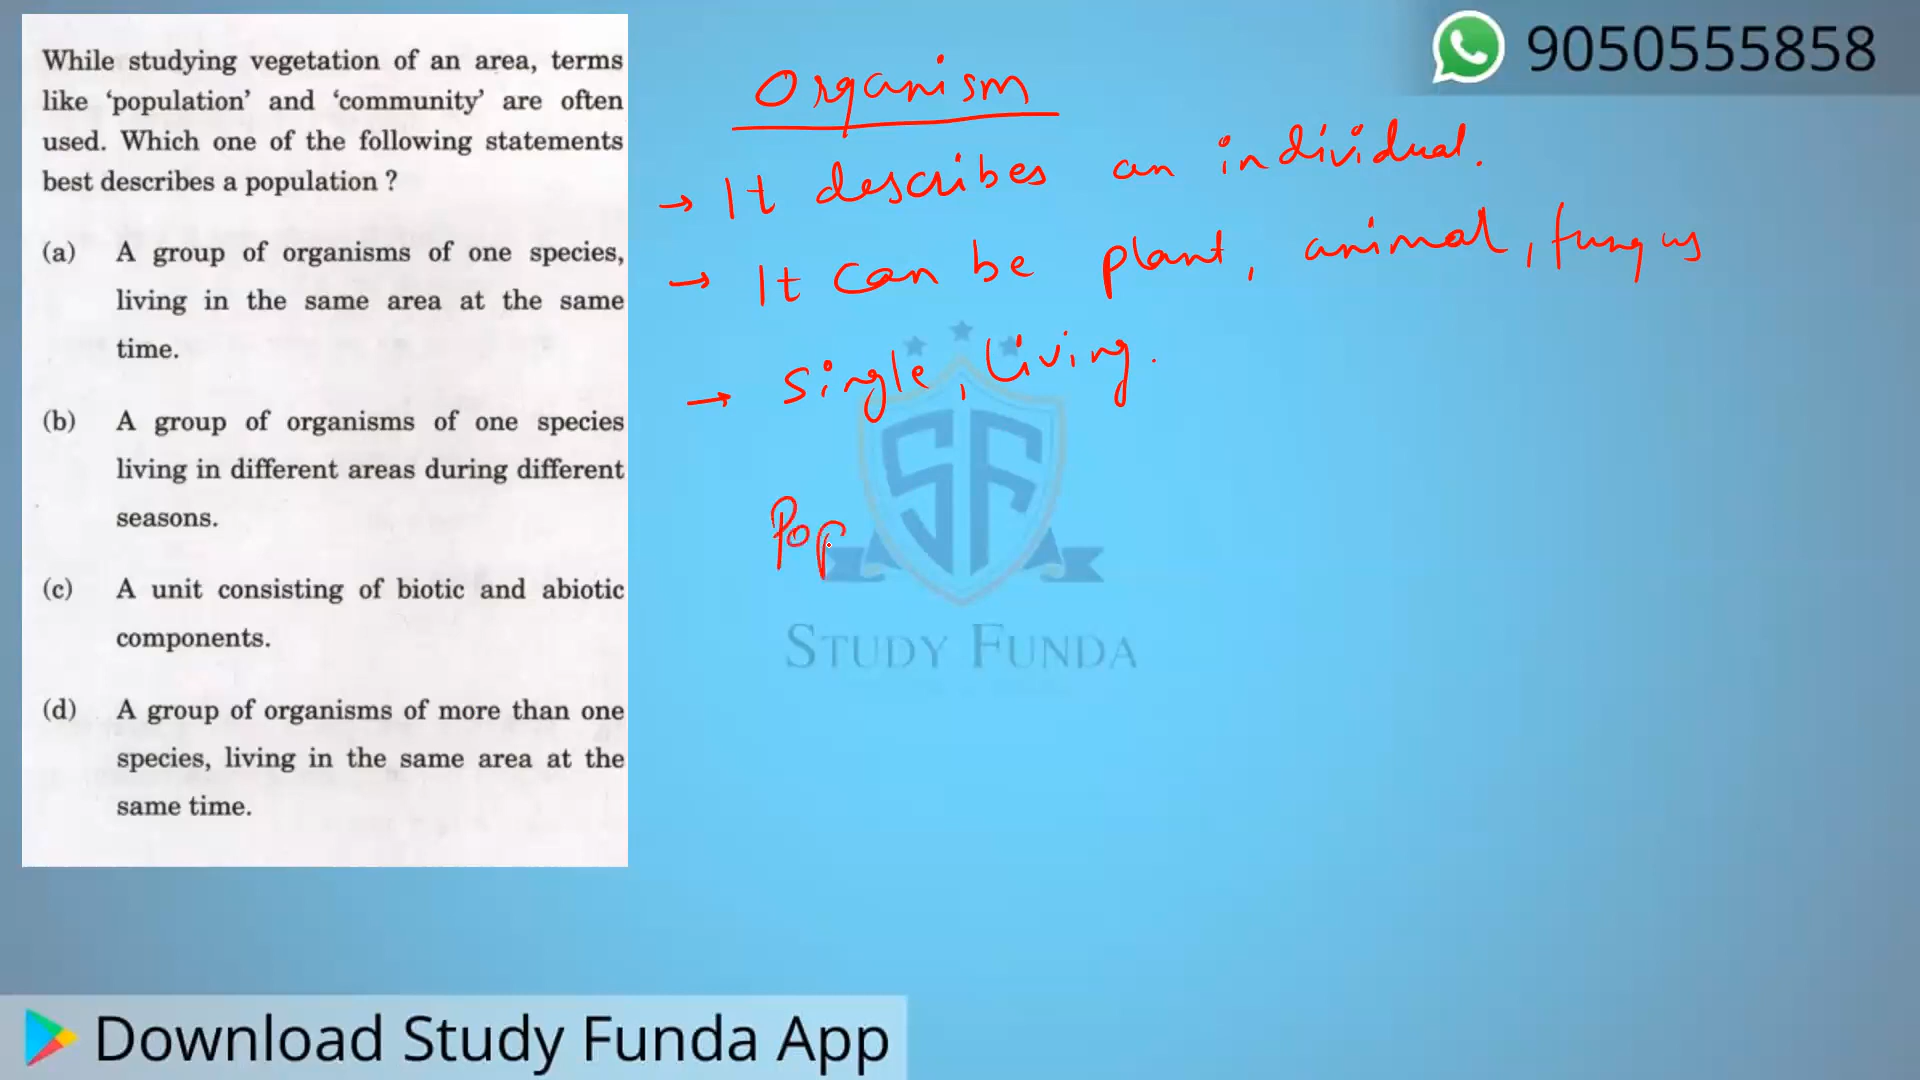 While studying vegetation of an area, terms
like ‘population’ and ‘community’ are often
used. Which one of the following statements
best describes a population ?
(a) A group of organisms of one species,
living in the same area at the same
time.
(b) A group of organisms of one species
living in different areas during different
seasons.
(c) A unit consisting of biotic and abiotic
components.
(d) A group of organisms of more than one
species, living in the same area at the
same time.
9050555858
Organism
→ It describes an individual.
→ It can be plant, animal, fungus
→ Single, Living.
Pop
SF
STUDY FUNDA
Download Study Funda App